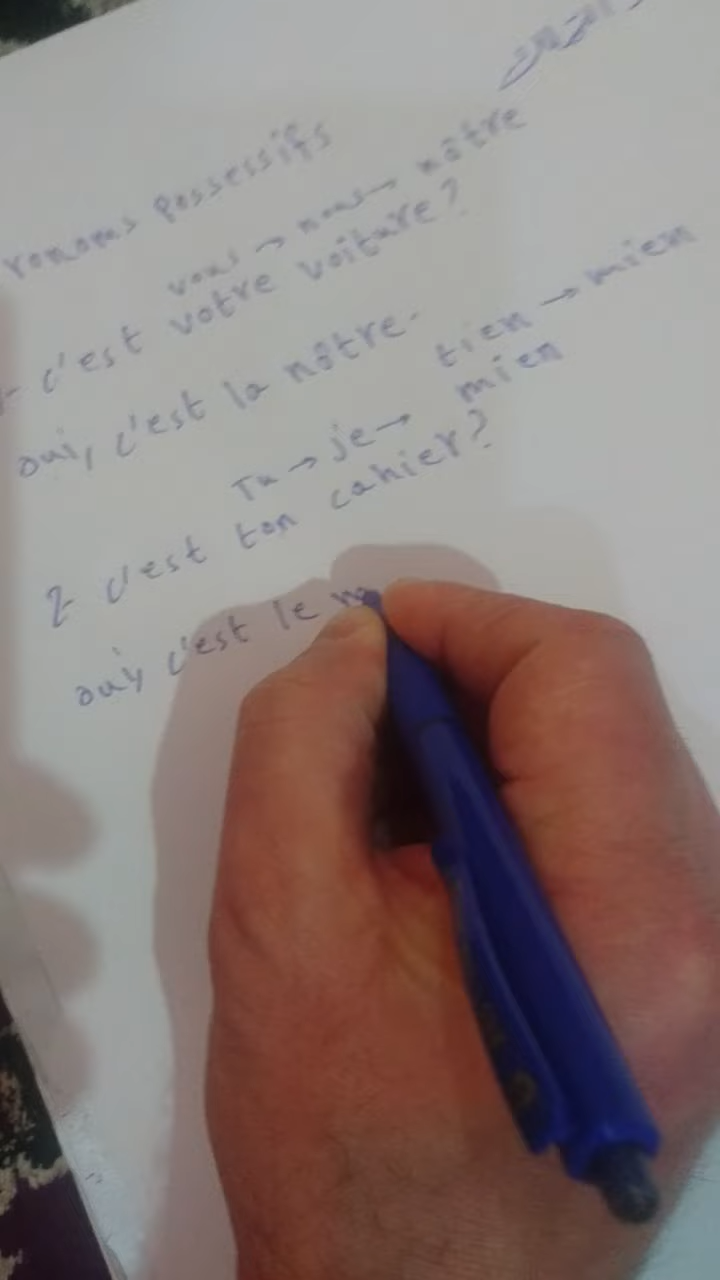 ronoms possessifs
vous → nous → nôtre
c'est votre voiture?
oui, c'est la nôtre.
tien → mien
Tu → je → mien
2- c'est ton cahier?
oui, c'est le